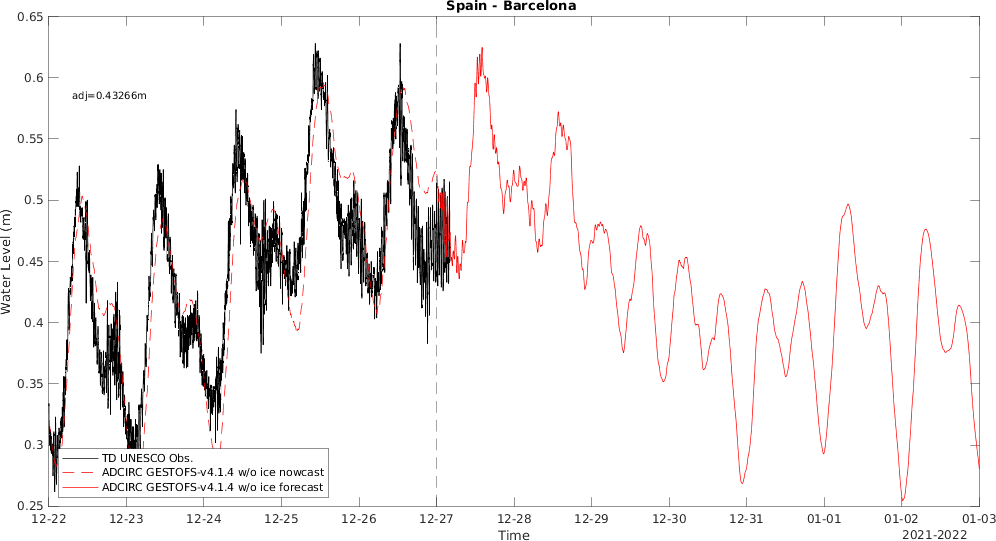 Spain - Barcelona
0.65
0.6
0.55
0.5
0.45
0.4
0.35
0.3
0.25
Water Level (m)
adj=0.43266m
TD UNESCO Obs.
ADCIRC GESTOFS-v4.1.4 w/o ice nowcast
ADCIRC GESTOFS-v4.1.4 w/o ice forecast
12-22 12-23 12-24 12-25 12-26 12-27 12-28 12-29 12-30 12-31 01-01 01-02 01-03
Time
2021-2022